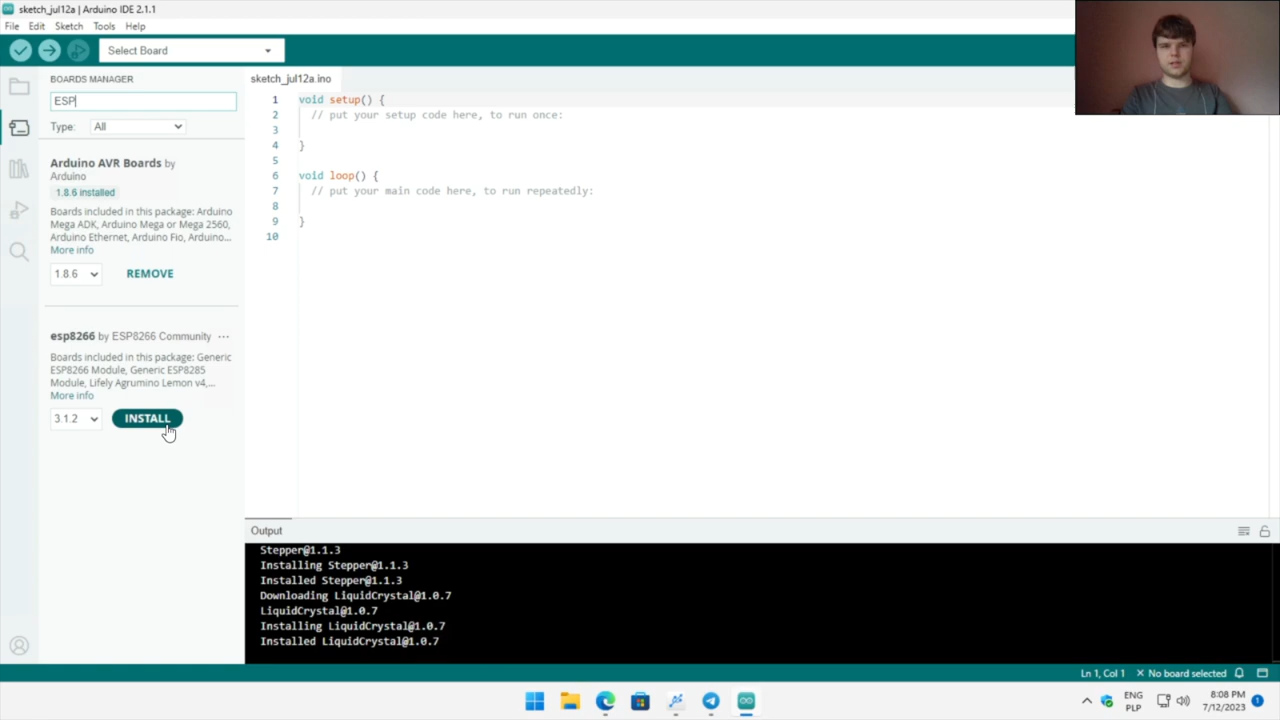 sketch_jul12a | Arduino IDE 2.1.1
File Edit Sketch Tools Help
Select Board
BOARDS MANAGER
ESP
Type: All
Arduino AVR Boards by
Arduino
1.8.6 installed
Boards included in this package: Arduino
Mega ADK, Arduino Mega or Mega 2560,
Arduino Ethernet, Arduino Fio, Arduino...
More info
1.8.6 REMOVE
esp8266 by ESP8266 Community ...
Boards included in this package: Generic
ESP8266 Module, Generic ESP8285
Module, Lifely Agrumino Lemon v4,...
More info
3.1.2 INSTALL
sketch_jul12a.ino
1 void setup() {
2 // put your setup code here, to run once:
3
4 }
5
6 void loop() {
7 // put your main code here, to run repeatedly:
8
9 }
10
Output
Stepper@1.1.3
Installing Stepper@1.1.3
Installed Stepper@1.1.3
Downloading LiquidCrystal@1.0.7
LiquidCrystal@1.0.7
Installing LiquidCrystal@1.0.7
Installed LiquidCrystal@1.0.7
Ln 1, Col 1 × No board selected
ENG
PLP
8:08 PM
7/12/2023
1